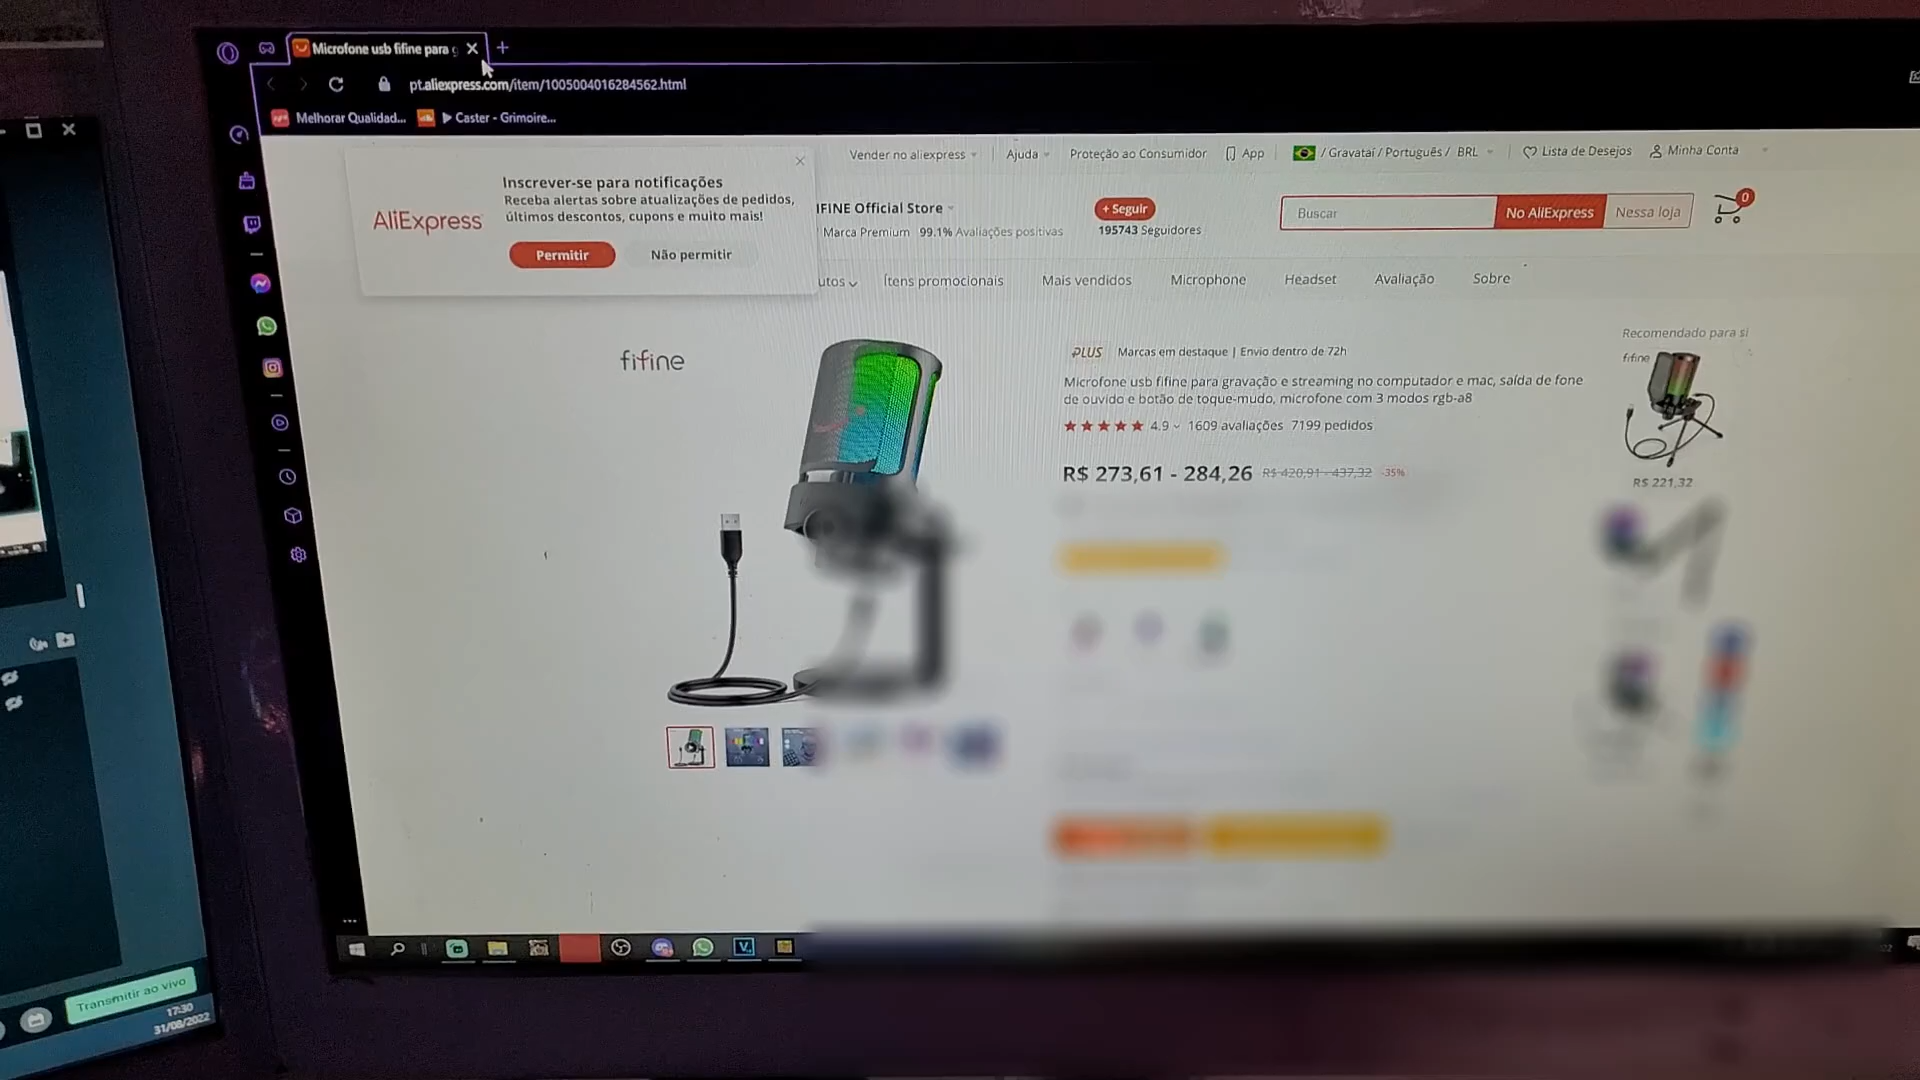 Microfone usb fifine para
pt.aliexpress.com/item/1005004016284562.html
Melhorar Qualidad...
Caster - Grimoire...
Vender no aliexpress
Ajuda
Proteção ao Consumidor
App
/ Gravataí / Português / BRL
Lista de Desejos
Minha Conta
AliExpress
Inscrever-se para notificações
Receba alertas sobre atualizações de pedidos,
últimos descontos, cupons e muito mais!
Permitir
Não permitir
IFINE Official Store
Marca Premium 99.1% Avaliações positivas
+ Seguir
195743 Seguidores
Buscar
No AliExpress
Nessa loja
0
utos
Ítens promocionais
Mais vendidos
Microphone
Headset
Avaliação
Sobre
fifine
PLUS Marcas em destaque | Envio dentro de 72h
Microfone usb fifine para gravação e streaming no computador e mac, saída de fone
de ouvido e botão de toque-mudo, microfone com 3 modos rgb-a8
4.9 1609 avaliações 7199 pedidos
R$ 273,61 - 284,26 R$ 420,91 - 437,32 -35%
Recomendado para si
fifine
R$ 221,32
Transmitir ao vivo
17:30
31/08/2022